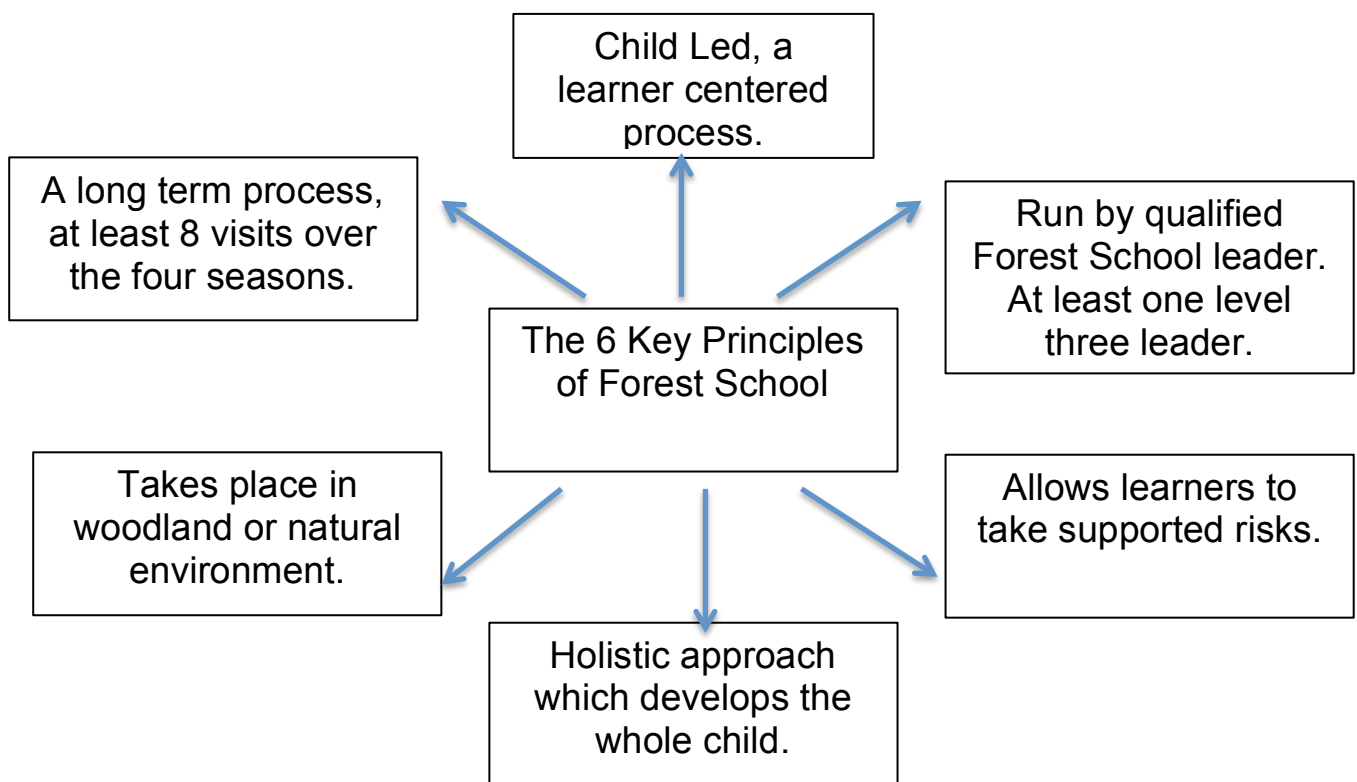 Child Led, a
learner centered
process.
A long term process,
at least 8 visits over
the four seasons.
Run by qualified
Forest School leader.
At least one level
three leader.
The 6 Key Principles
of Forest School
Takes place in
woodland or natural
environment.
Allows learners to
take supported risks.
Holistic approach
which develops the
whole child.